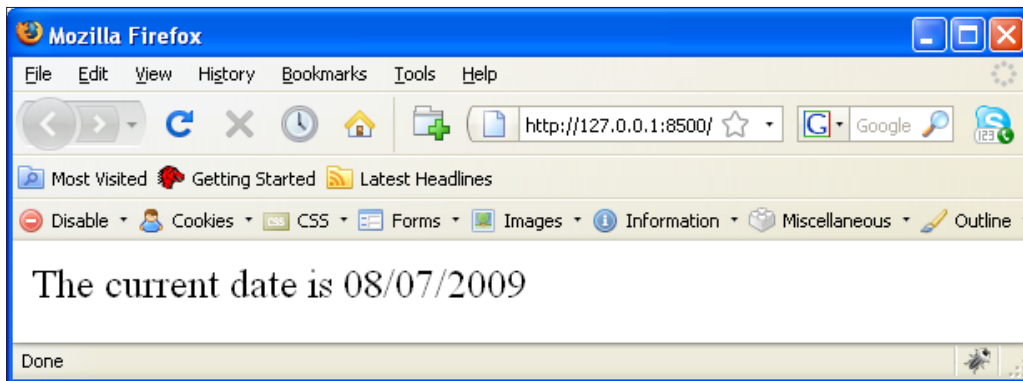 Mozilla Firefox
File Edit View History Bookmarks Tools Help
http://127.0.0.1:8500/ G Google 123
Most Visited Getting Started Latest Headlines
Disable Cookies CSS Forms Images Information Miscellaneous Outline
The current date is 08/07/2009
Done